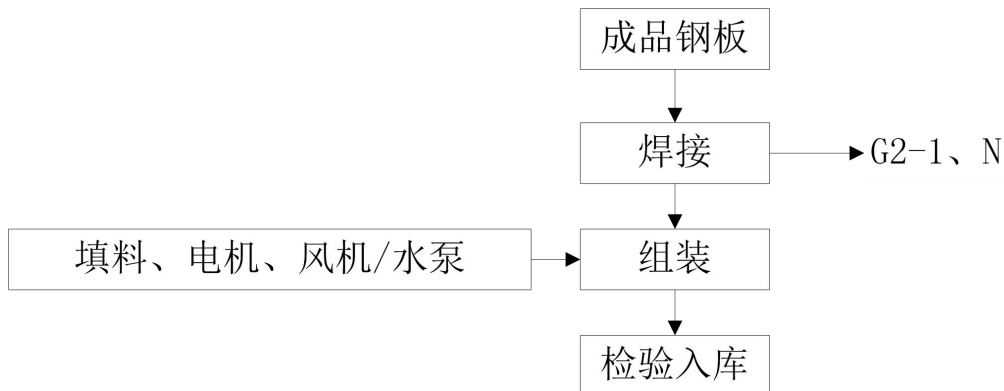 成品钢板
焊接
G2-1、N
填料、电机、风机/水泵
组装
检验入库